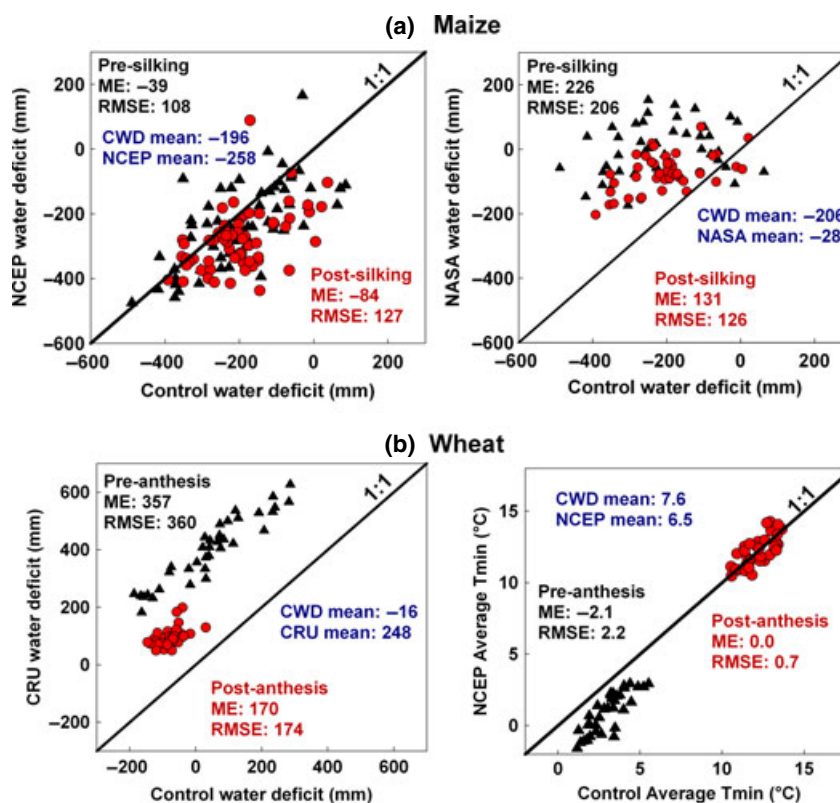 (a) Maize
200
0
−200
−400
−600
NCEP water deficit (mm)
Pre-silking
ME: −39
RMSE: 108
CWD mean: −196
NCEP mean: −258
1:1
Post-silking
ME: −84
RMSE: 127
−600 −400 −200 0 200
Control water deficit (mm)
200
0
−200
−400
−600
NASA water deficit (mm)
Pre-silking
ME: 226
RMSE: 206
1:1
CWD mean: −206
NASA mean: −28
Post-silking
ME: 131
RMSE: 126
−600 −400 −200 0 200
Control water deficit (mm)
(b) Wheat
600
400
200
0
−200
CRU water deficit (mm)
Pre-anthesis
ME: 357
RMSE: 360
1:1
CWD mean: −16
CRU mean: 248
Post-anthesis
ME: 170
RMSE: 174
−200 0 200 400 600
Control water deficit (mm)
15
10
5
0
NCEP Average Tmin (°C)
CWD mean: 7.6
NCEP mean: 6.5
1:1
Pre-anthesis
ME: −2.1
RMSE: 2.2
Post-anthesis
ME: 0.0
RMSE: 0.7
0 5 10 15
Control Average Tmin (°C)